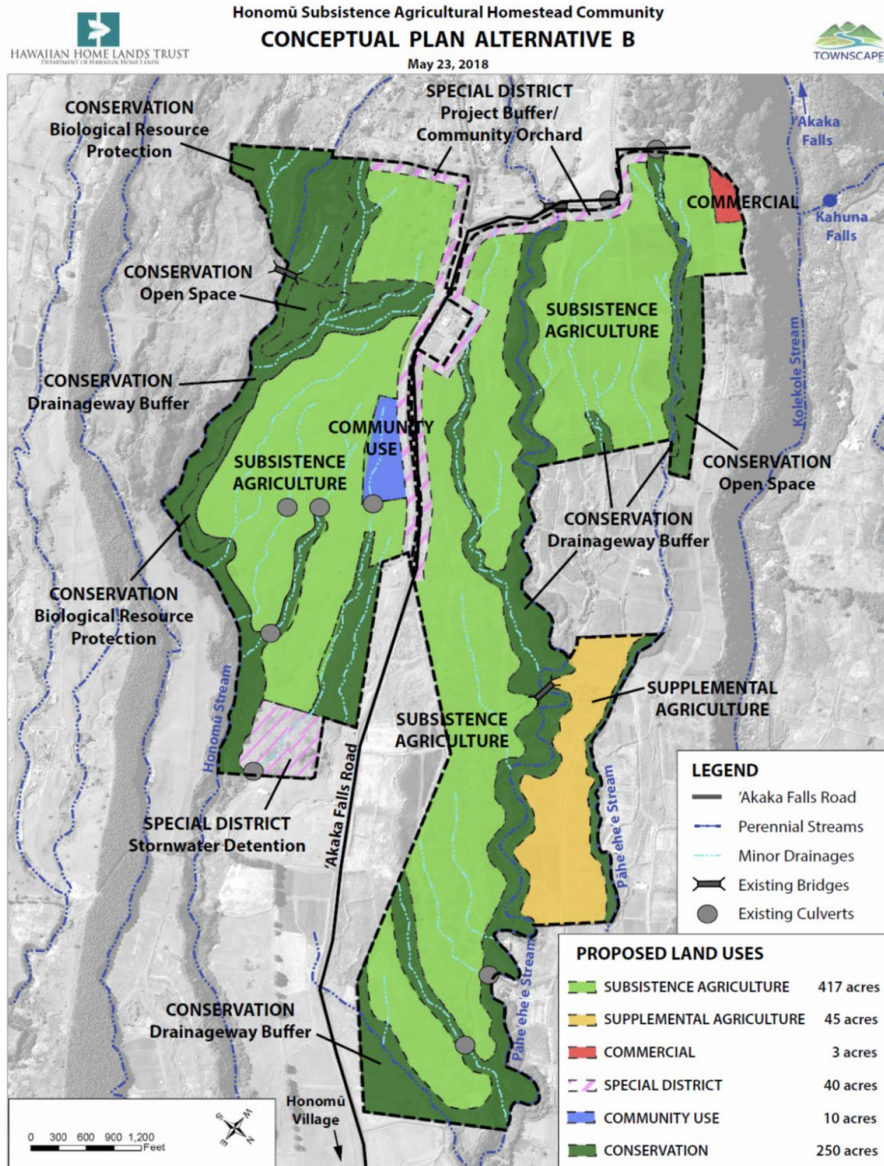 Honomū Subsistence Agricultural Homestead Community
CONCEPTUAL PLAN ALTERNATIVE B
May 23, 2018
HAWAIIAN HOME LANDS TRUST
DEPARTMENT OF HAWAIIAN HOME LANDS
TOWNSCAPE
CONSERVATION
Biological Resource
Protection
SPECIAL DISTRICT
Project Buffer/
Community Orchard
'Akaka
Falls
COMMERCIAL
Kahuna
Falls
CONSERVATION
Open Space
SUBSISTENCE
AGRICULTURE
Kolekole Stream
CONSERVATION
Drainageway Buffer
COMMUNITY
USE
SUBSISTENCE
AGRICULTURE
CONSERVATION
Open Space
CONSERVATION
Drainageway Buffer
CONSERVATION
Biological Resource
Protection
Honomū Stream
SUBSISTENCE
AGRICULTURE
SUPPLEMENTAL
AGRICULTURE
SPECIAL DISTRICT
Stornwater Detention
'Akaka Falls Road
Pāhe'ehe'e Stream
Pāhe'ehe'e Stream
CONSERVATION
Drainageway Buffer
Honomū
Village
LEGEND
'Akaka Falls Road
Perennial Streams
Minor Drainages
Existing Bridges
Existing Culverts
PROPOSED LAND USES
SUBSISTENCE AGRICULTURE 417 acres
SUPPLEMENTAL AGRICULTURE 45 acres
COMMERCIAL 3 acres
SPECIAL DISTRICT 40 acres
COMMUNITY USE 10 acres
CONSERVATION 250 acres
W
S
N
E
0 300 600 900 1,200
Feet